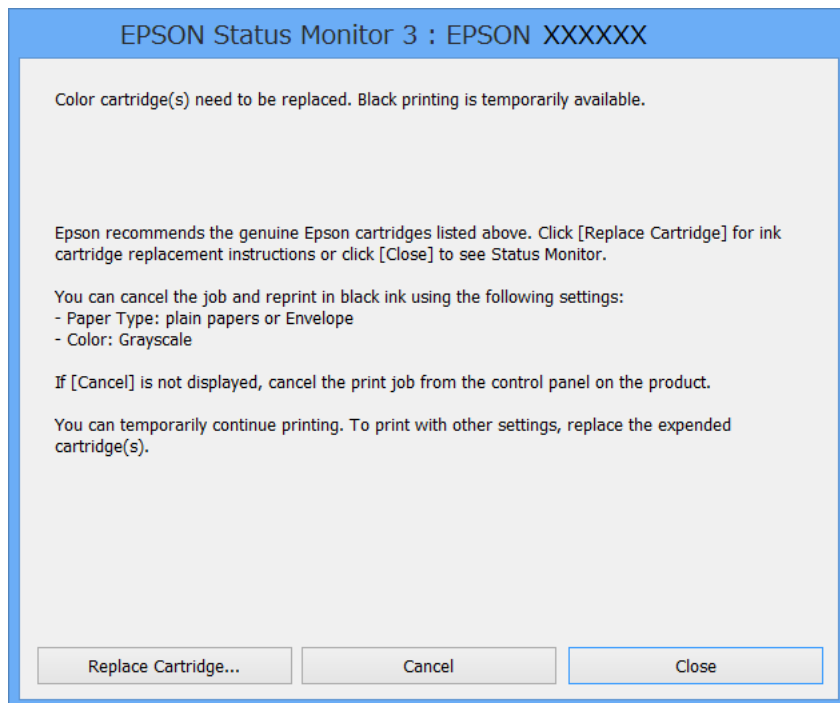 EPSON Status Monitor 3 : EPSON XXXXXX
Color cartridge(s) need to be replaced. Black printing is temporarily available.
Epson recommends the genuine Epson cartridges listed above. Click [Replace Cartridge] for ink
cartridge replacement instructions or click [Close] to see Status Monitor.
You can cancel the job and reprint in black ink using the following settings:
- Paper Type: plain papers or Envelope
- Color: Grayscale
If [Cancel] is not displayed, cancel the print job from the control panel on the product.
You can temporarily continue printing. To print with other settings, replace the expended
cartridge(s).
Replace Cartridge... Cancel Close